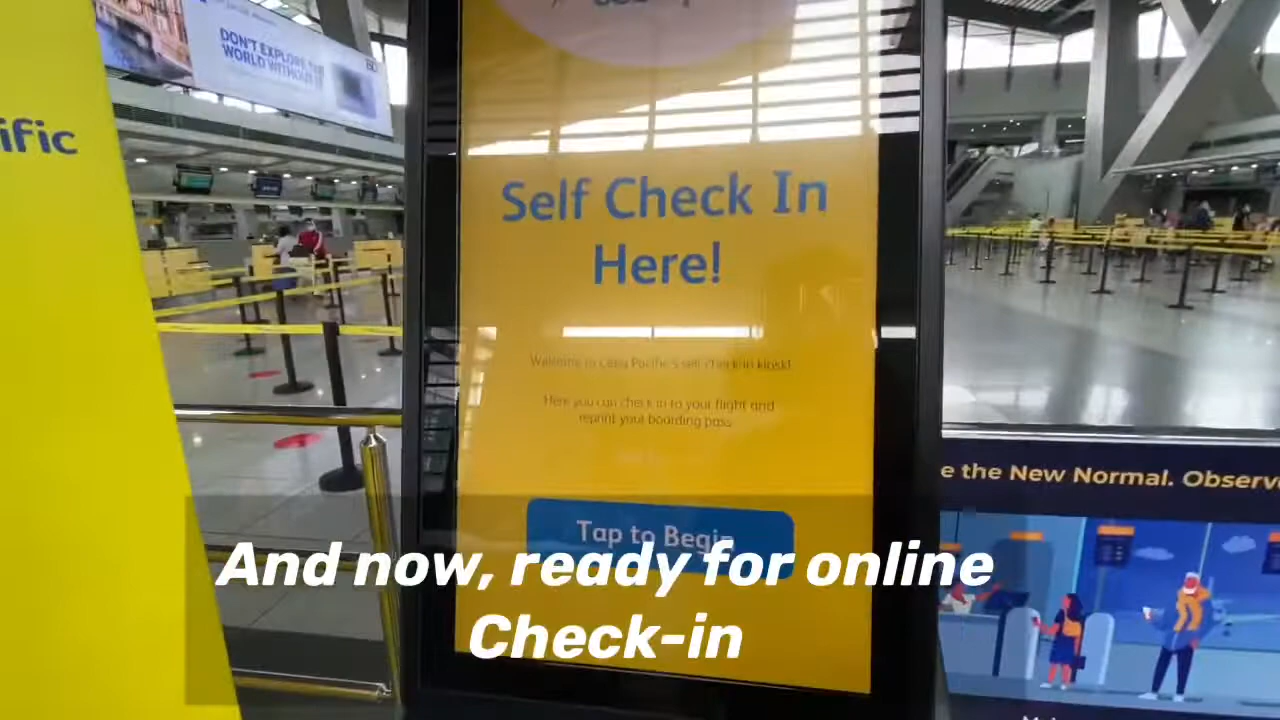 DON'T EXPLORE THE
WORLD WITHOUT IT
ific
Self Check In
Here!
Welcome to Cebu Pacific's self check-in kiosk!
Here you can check in to your flight and
reprint your boarding pass
Tap to Begin
e the New Normal. Observe
And now, ready for online
Check-in